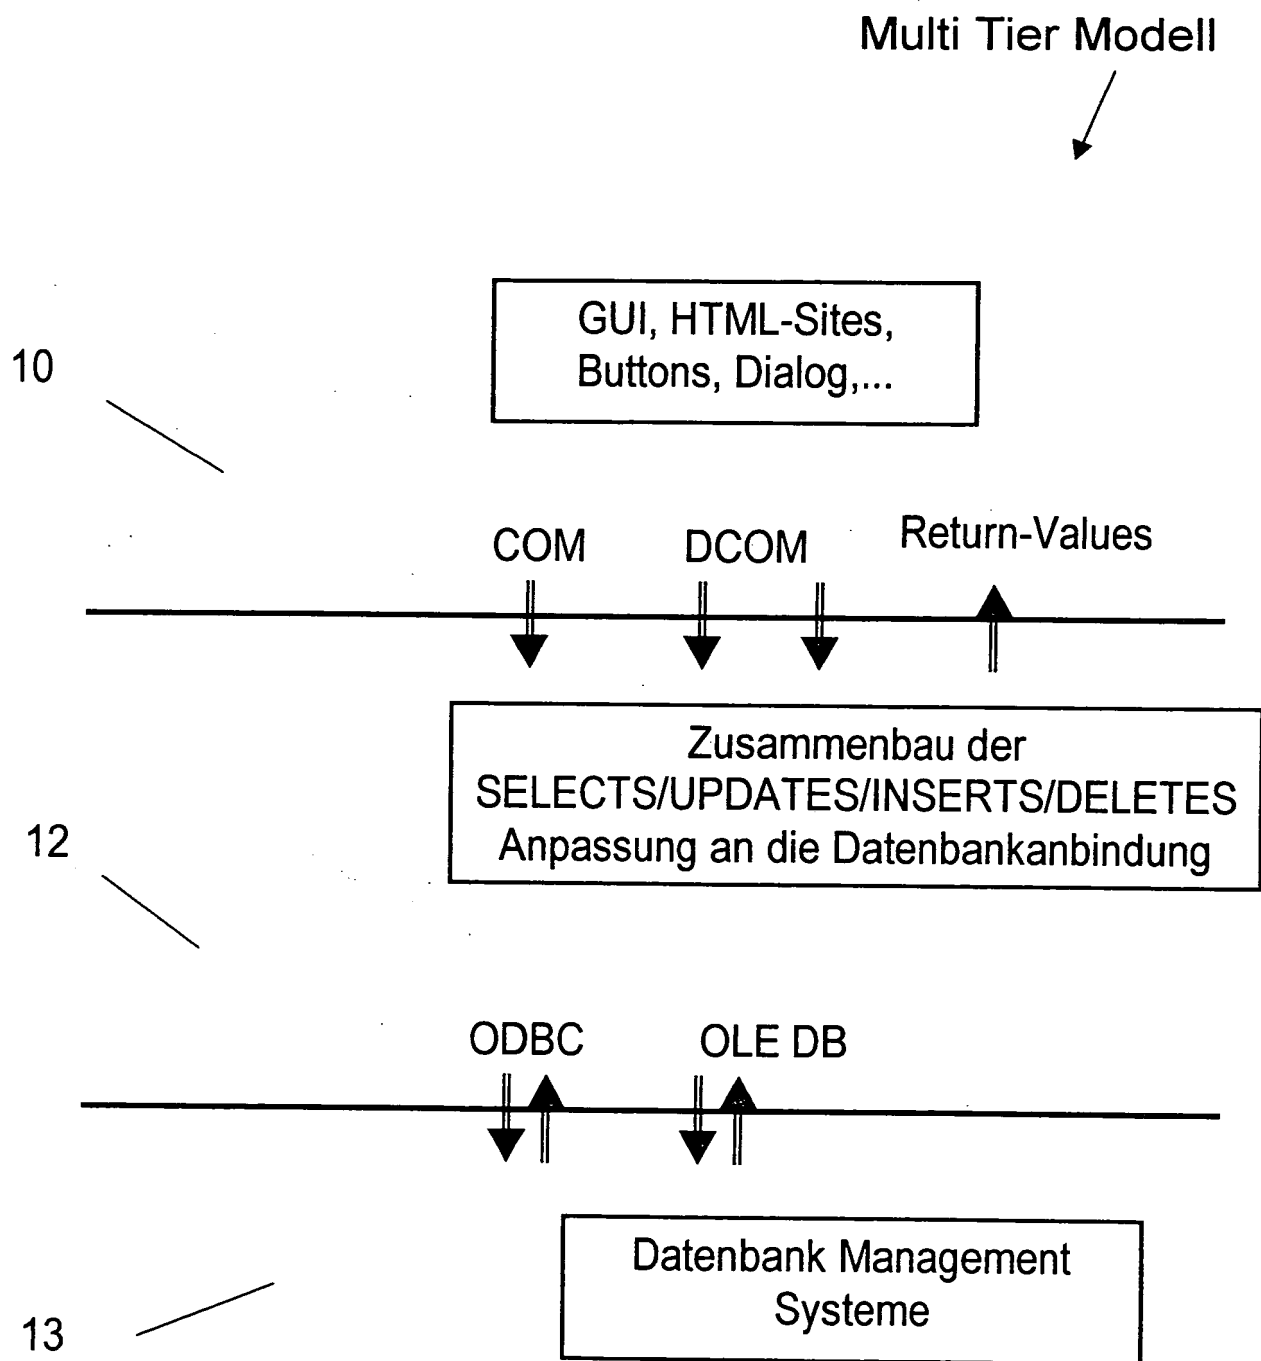 Multi Tier Modell
GUI, HTML-Sites,
Buttons, Dialog,...
10
COM DCOM Return-Values
Zusammenbau der
SELECTS/UPDATES/INSERTS/DELETES
Anpassung an die Datenbankanbindung
12
ODBC OLE DB
Datenbank Management
Systeme
13